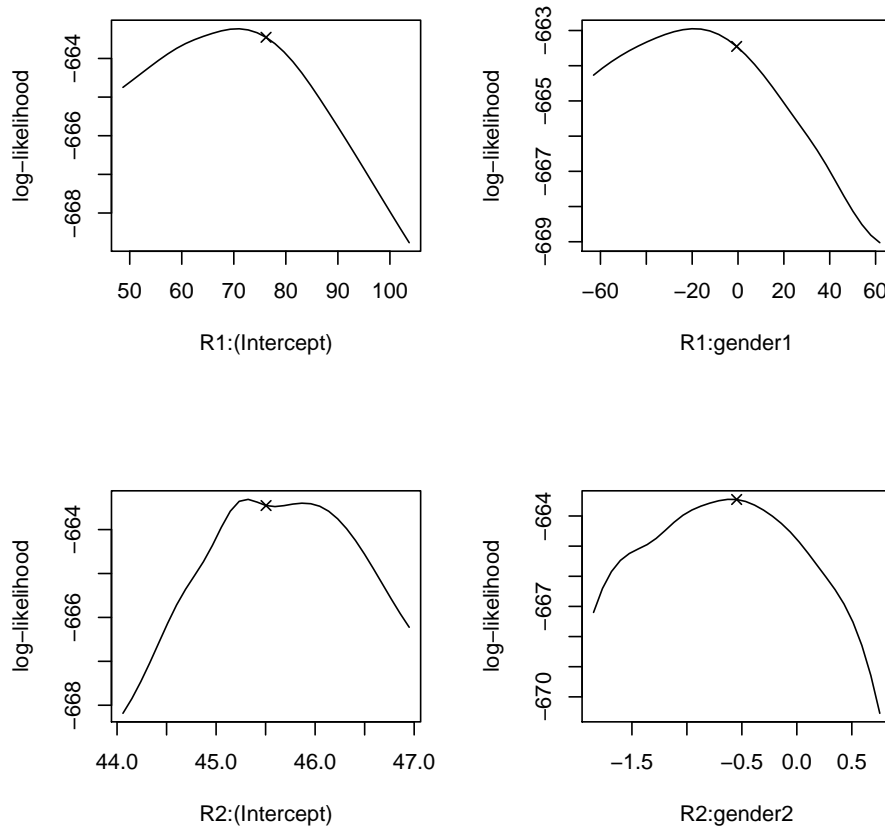 log−likelihood
−664
−666
−668
50 60 70 80 90 100
R1:(Intercept)
log−likelihood
−663
−665
−667
−669
−60 −20 0 20 40 60
R1:gender1
log−likelihood
−664
−666
−668
44.0 45.0 46.0 47.0
R2:(Intercept)
log−likelihood
−664
−667
−670
−1.5 −0.5 0.0 0.5
R2:gender2